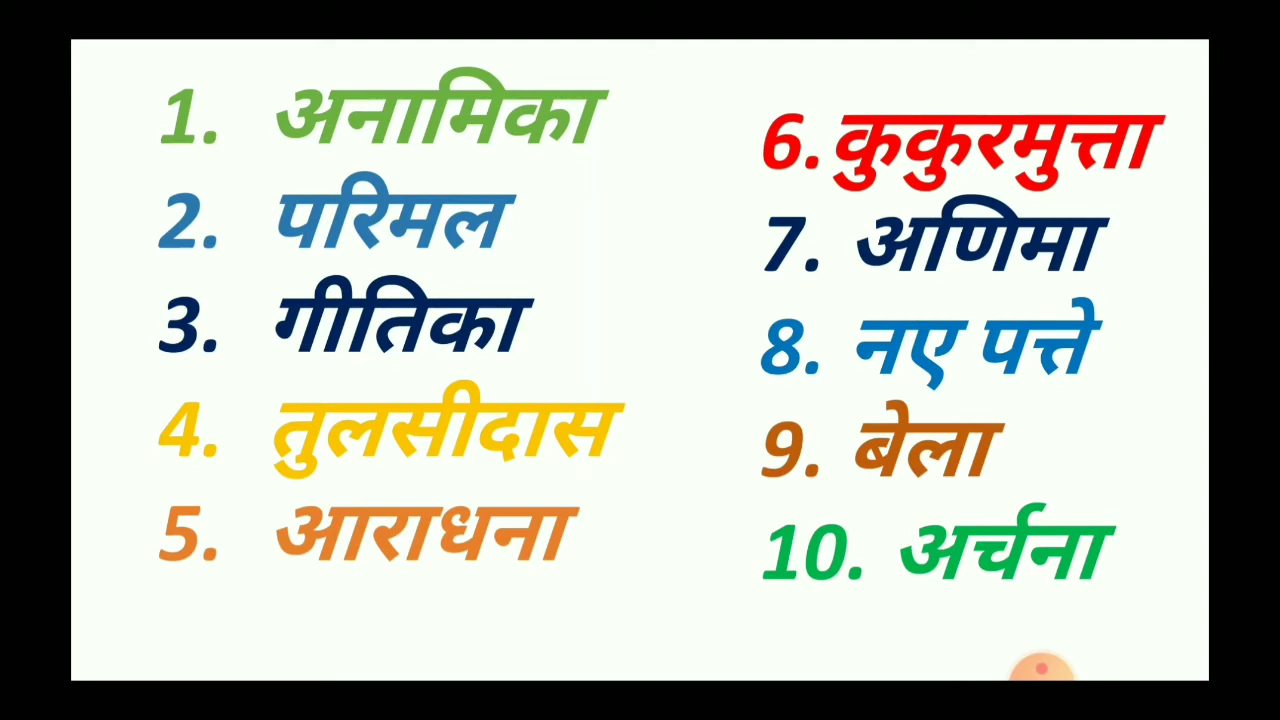 1. अनामिका
2. परिमल
3. गीतिका
4. तुलसीदास
5. आराधना
6.कुकुरमुत्ता
7. अणिमा
8. नए पत्ते
9. बेला
10. अर्चना